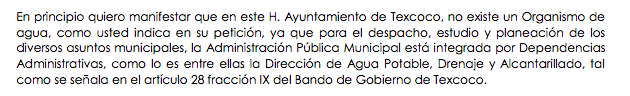 En principio quiero manifestar que en este H. Ayuntamiento de Texcoco, no existe un Organismo de
agua, como usted indica en su petición, ya que para el despacho, estudio y planeación de los
diversos asuntos municipales, la Administración Pública Municipal está integrada por Dependencias
Administrativas, como lo es entre ellas la Dirección de Agua Potable, Drenaje y Alcantarillado, tal
como se señala en el artículo 28 fracción IX del Bando de Gobierno de Texcoco.